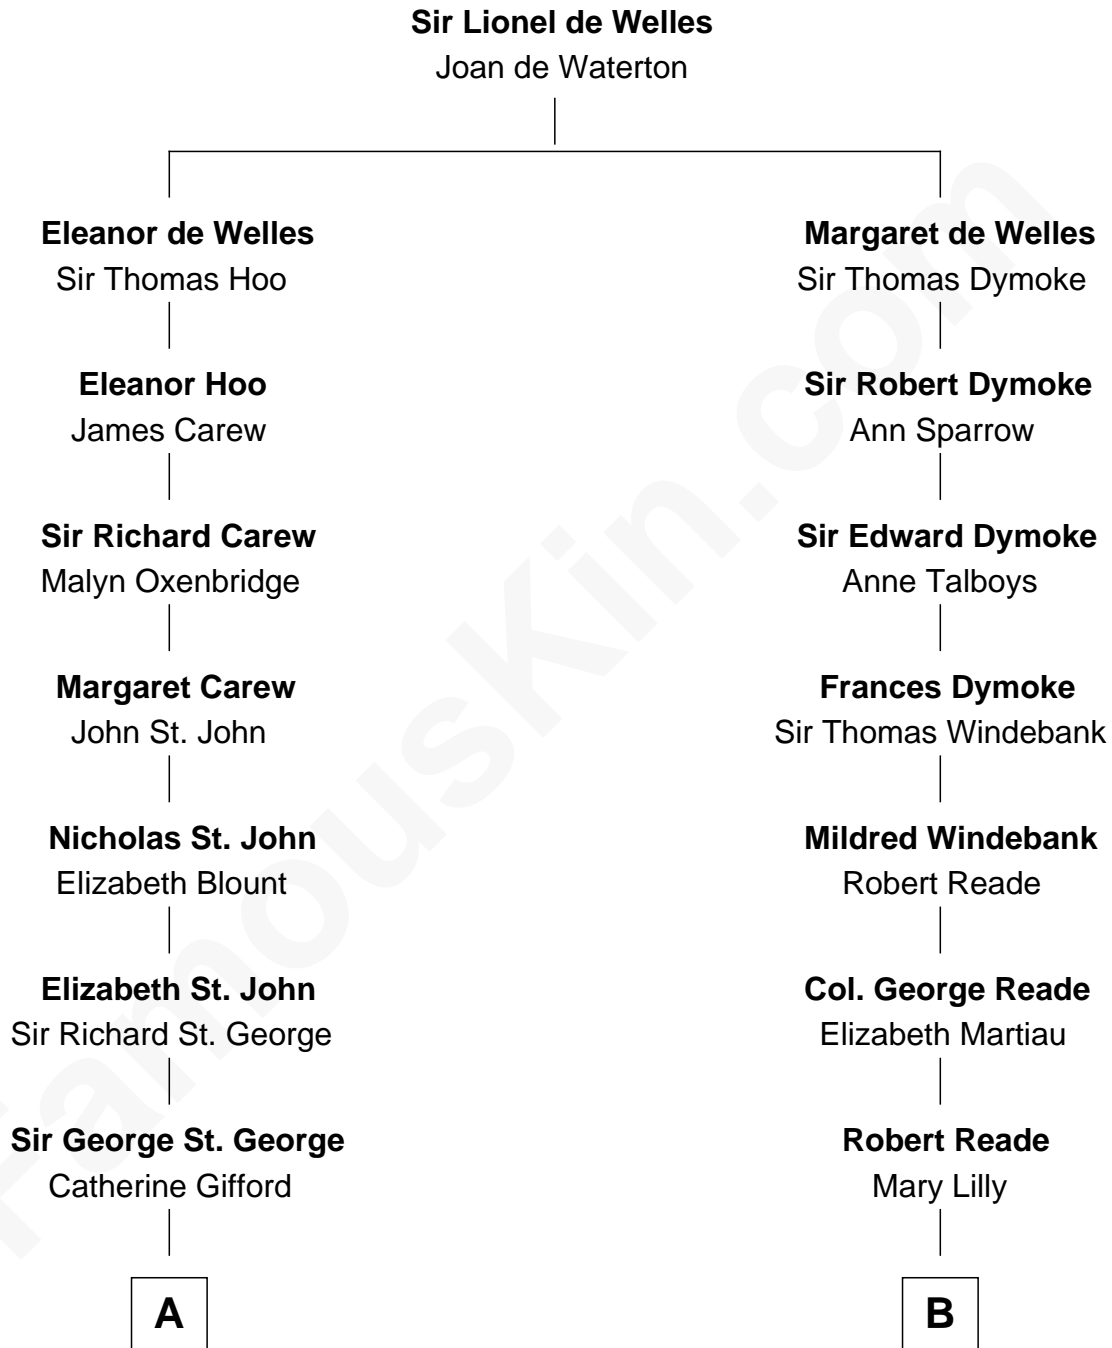 Sir Lionel de Welles
Joan de Waterton
Eleanor de Welles
Sir Thomas Hoo
Margaret de Welles
Sir Thomas Dymoke
Eleanor Hoo
James Carew
Sir Robert Dymoke
Ann Sparrow
Sir Richard Carew
Malyn Oxenbridge
Sir Edward Dymoke
Anne Talboys
Margaret Carew
John St. John
Frances Dymoke
Sir Thomas Windebank
Nicholas St. John
Elizabeth Blount
Mildred Windebank
Robert Reade
Elizabeth St. John
Sir Richard St. George
Col. George Reade
Elizabeth Martiau
Sir George St. George
Catherine Gifford
Robert Reade
Mary Lilly
A
B
FamousKin.com